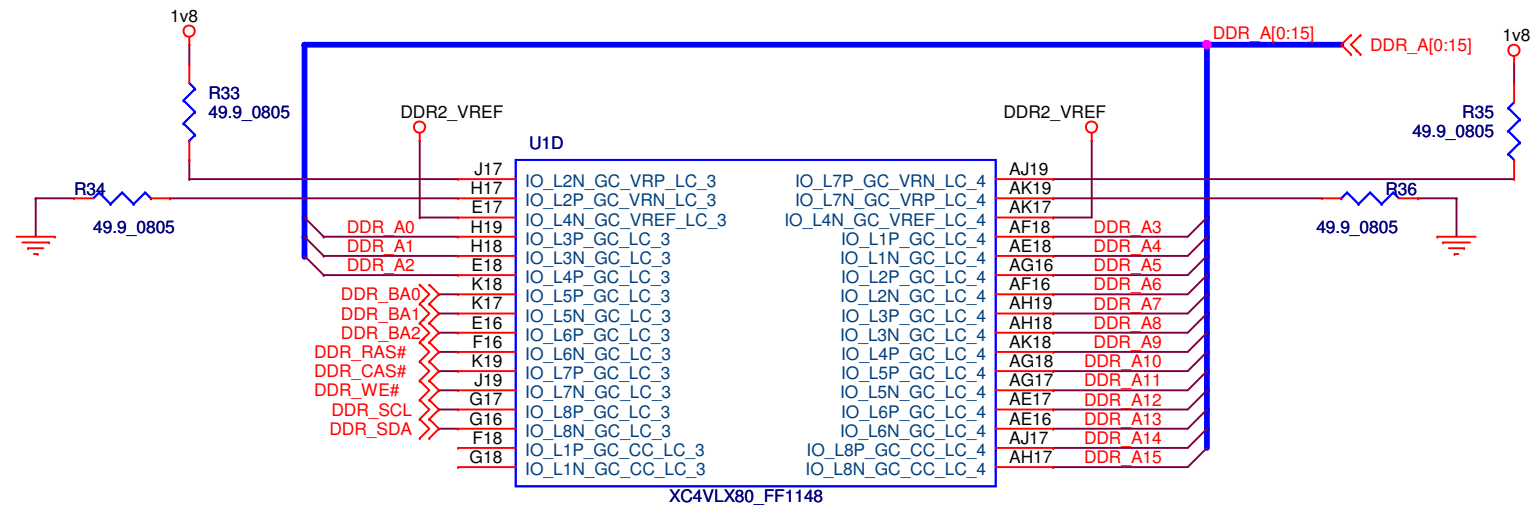 1v8
DDR_A[0:15]
DDR_A[0:15]
1v8
R33
49.9_0805
DDR2_VREF
DDR2_VREF
R35
49.9_0805
U1D
R34
49.9_0805
R36
49.9_0805
J17 IO_L2N_GC_VRP_LC_3 IO_L7P_GC_VRN_LC_4 AJ19
H17 IO_L2P_GC_VRN_LC_3 IO_L7N_GC_VRP_LC_4 AK19
E17 IO_L4N_GC_VREF_LC_3 IO_L4N_GC_VREF_LC_4 AK17
DDR_A0 H19 IO_L3P_GC_LC_3 IO_L1P_GC_LC_4 AF18 DDR_A3
DDR_A1 H18 IO_L3N_GC_LC_3 IO_L1N_GC_LC_4 AE18 DDR_A4
DDR_A2 E18 IO_L4P_GC_LC_3 IO_L2P_GC_LC_4 AG16 DDR_A5
DDR_BA0 K18 IO_L5P_GC_LC_3 IO_L2N_GC_LC_4 AF16 DDR_A6
DDR_BA1 K17 IO_L5N_GC_LC_3 IO_L3P_GC_LC_4 AH19 DDR_A7
DDR_BA2 E16 IO_L6P_GC_LC_3 IO_L3N_GC_LC_4 AH18 DDR_A8
DDR_RAS# F16 IO_L6N_GC_LC_3 IO_L4P_GC_LC_4 AK18 DDR_A9
DDR_CAS# K19 IO_L7P_GC_LC_3 IO_L5P_GC_LC_4 AG18 DDR_A10
DDR_WE# J19 IO_L7N_GC_LC_3 IO_L5N_GC_LC_4 AG17 DDR_A11
DDR_SCL G17 IO_L8P_GC_LC_3 IO_L6P_GC_LC_4 AE17 DDR_A12
DDR_SDA G16 IO_L8N_GC_LC_3 IO_L6N_GC_LC_4 AE16 DDR_A13
F18 IO_L1P_GC_CC_LC_3 IO_L8P_GC_CC_LC_4 AJ17 DDR_A14
G18 IO_L1N_GC_CC_LC_3 IO_L8N_GC_CC_LC_4 AH17 DDR_A15
XC4VLX80_FF1148